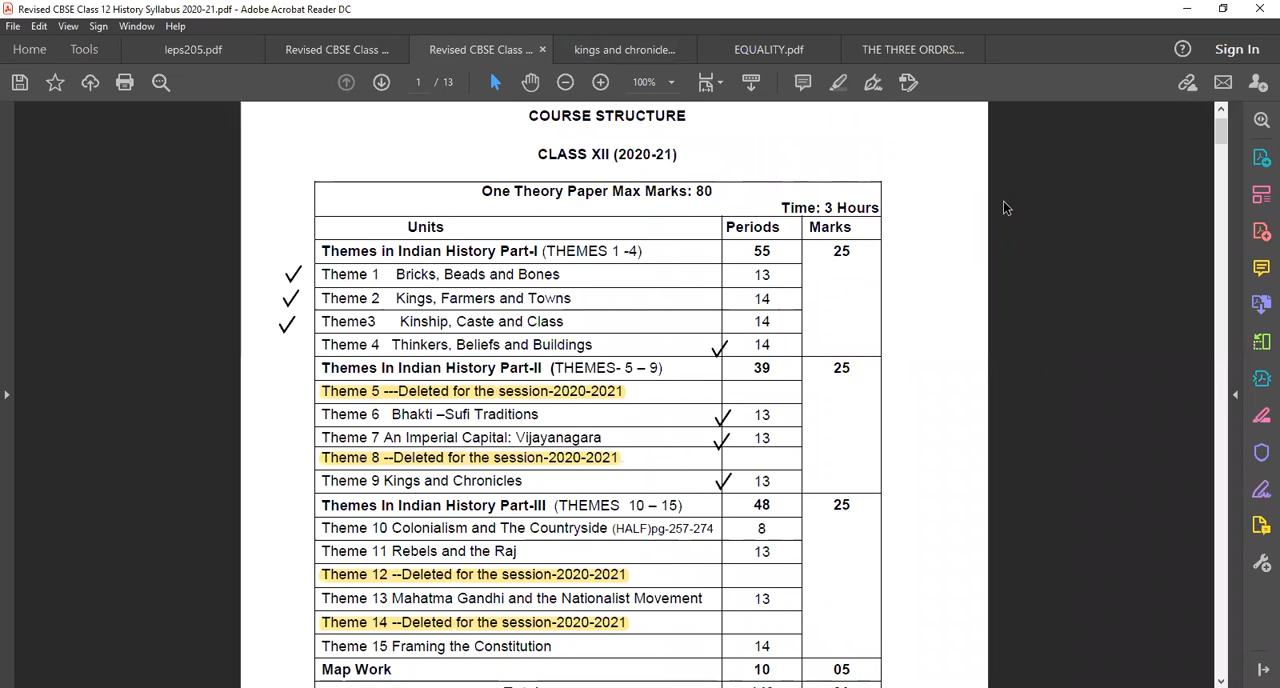 Revised CBSE Class 12 History Syllabus 2020-21.pdf - Adobe Acrobat Reader DC
File Edit View Sign Window Help
Home Tools leps205.pdf Revised CBSE Class ... Revised CBSE Class ... × kings and chronicle... EQUALITY.pdf THE THREE ORDRS.... Sign In
1 / 13 100%
COURSE STRUCTURE
CLASS XII (2020-21)
One Theory Paper Max Marks: 80
Time: 3 Hours
Units Periods Marks
Themes in Indian History Part-I (THEMES 1 -4) 55 25
Theme 1 Bricks, Beads and Bones 13
Theme 2 Kings, Farmers and Towns 14
Theme3 Kinship, Caste and Class 14
Theme 4 Thinkers, Beliefs and Buildings 14
Themes In Indian History Part-II (THEMES- 5 – 9) 39 25
Theme 5 ---Deleted for the session-2020-2021
Theme 6 Bhakti –Sufi Traditions 13
Theme 7 An Imperial Capital: Vijayanagara 13
Theme 8 --Deleted for the session-2020-2021
Theme 9 Kings and Chronicles 13
Themes In Indian History Part-III (THEMES 10 – 15) 48 25
Theme 10 Colonialism and The Countryside (HALF)pg-257-274 8
Theme 11 Rebels and the Raj 13
Theme 12 --Deleted for the session-2020-2021
Theme 13 Mahatma Gandhi and the Nationalist Movement 13
Theme 14 --Deleted for the session-2020-2021
Theme 15 Framing the Constitution 14
Map Work 10 05